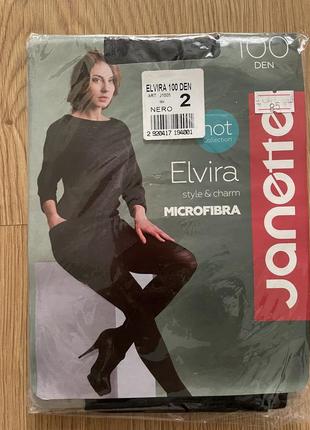 100
DEN
ELVIRA 100 DEN
NERO 2
2 920417 194001
hot
collection
Elvira
style & charm
MICROFIBRA
Janette